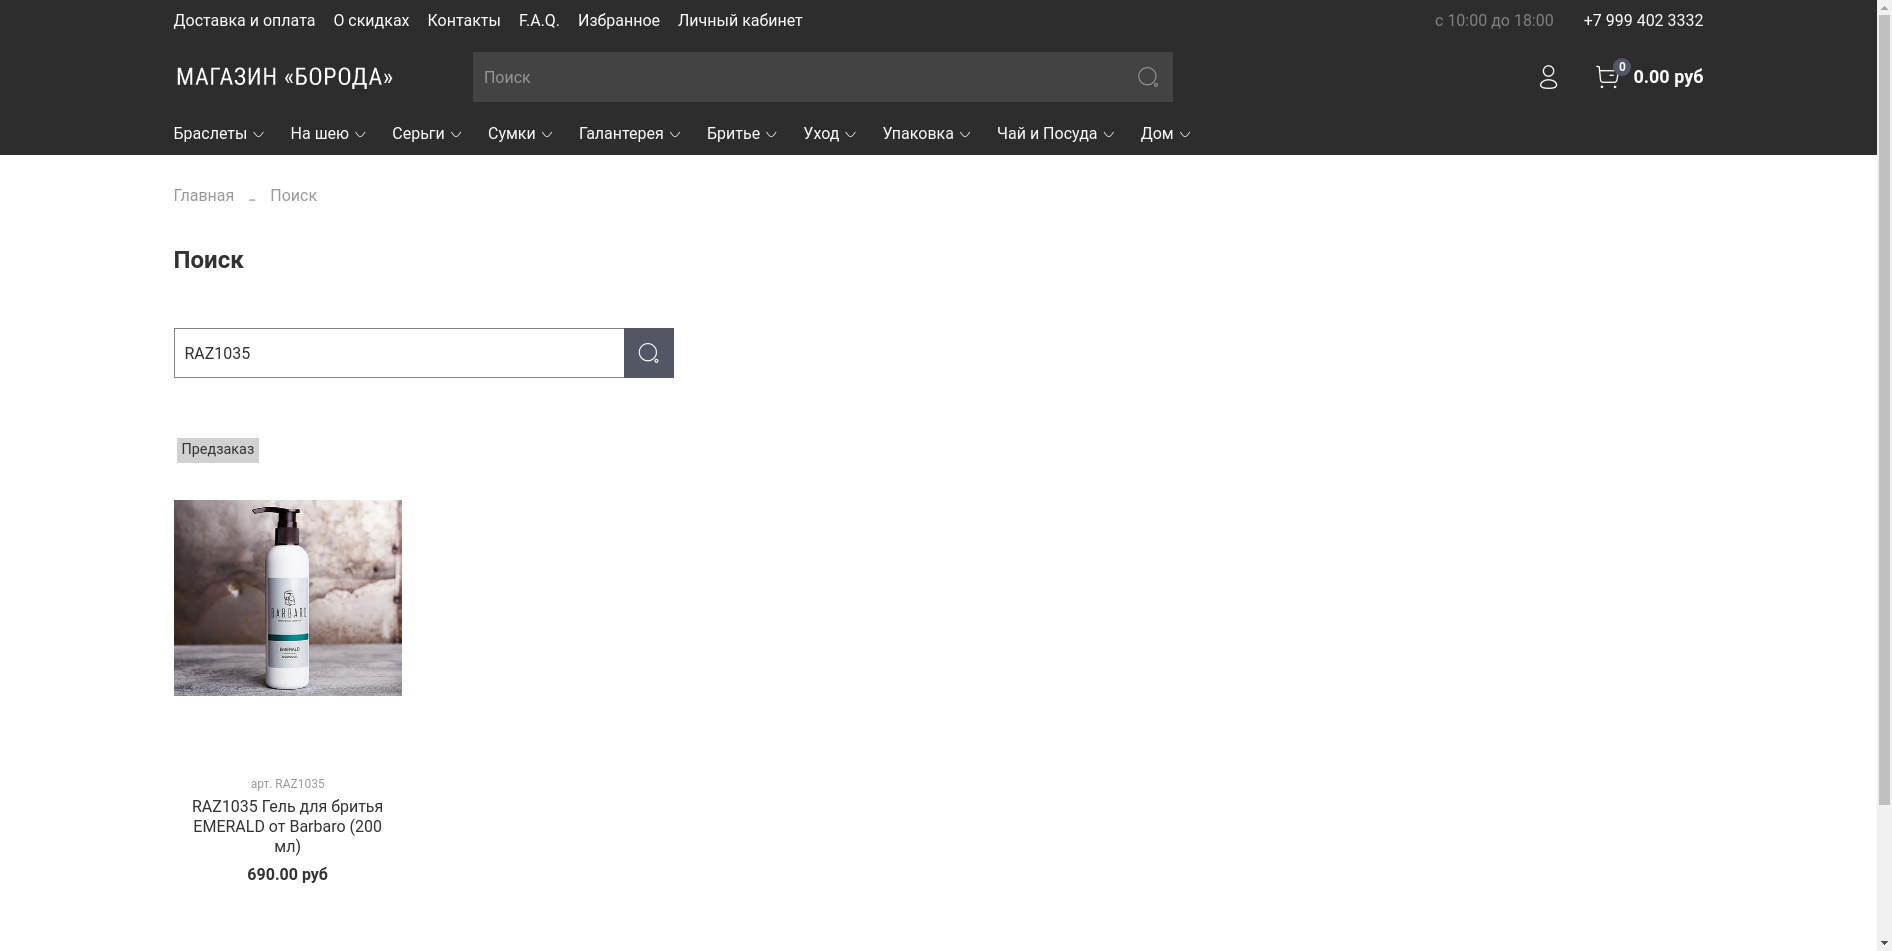 Доставка и оплата О скидках Контакты F.A.Q. Избранное Личный кабинет с 10:00 до 18:00 +7 999 402 3332
МАГАЗИН «БОРОДА» Поиск 0 0.00 руб
Браслеты На шею Серьги Сумки Галантерея Бритье Уход Упаковка Чай и Посуда Дом
Главная Поиск
Поиск
RAZ1035
Предзаказ
BARBARO
EMERALD
арт. RAZ1035
RAZ1035 Гель для бритья
EMERALD от Barbaro (200
мл)
690.00 руб